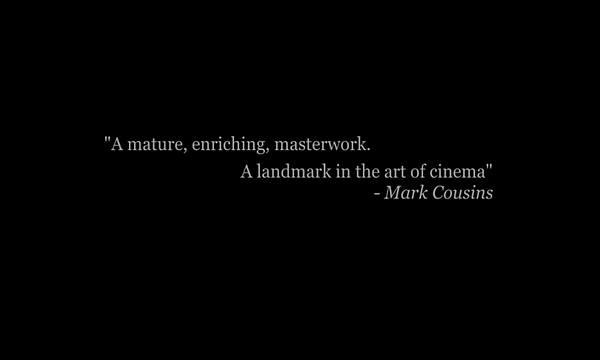 "A mature, enriching, masterwork.
A landmark in the art of cinema"
- Mark Cousins